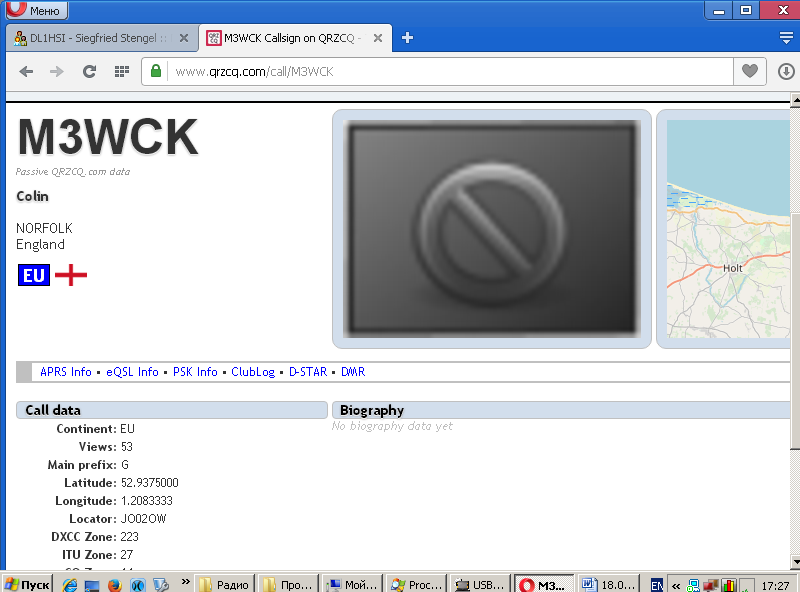 Меню
DL1HSI - Siegfried Stengel ::
M3WCK Callsign on QRZCQ -
www.qrzcq.com/call/M3WCK
M3WCK
Passive QRZCQ.com data
Colin
NORFOLK
England
EU
Holt
APRS Info • eQSL Info • PSK Info • ClubLog • D-STAR • DMR
Call data
Biography
Continent: EU
No biography data yet
Views: 53
Main prefix: G
Latitude: 52.9375000
Longitude: 1.2083333
Locator: JO02OW
DXCC Zone: 223
ITU Zone: 27
Пуск
»
Радио
Про...
Мой...
Proc...
USB...
M3...
18.0...
EN
«
17:27